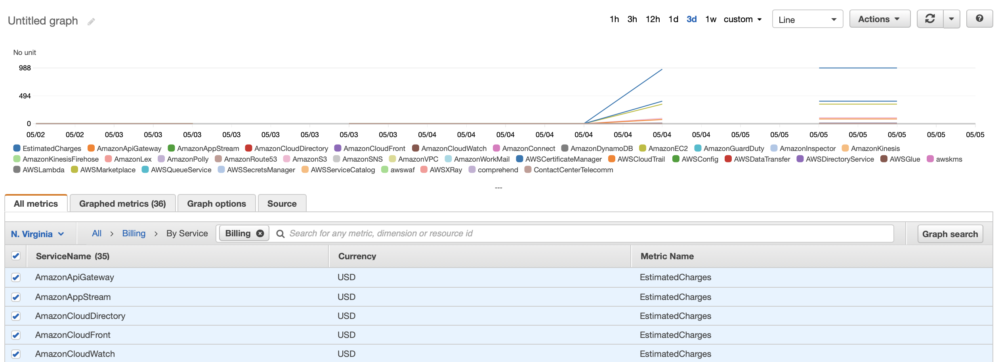 Untitled graph 1h 3h 12h 1d 3d 1w custom Line Actions
No unit
988
494
0
05/02 05/02 05/03 05/03 05/03 05/03 05/03 05/03 05/03 05/03 05/04 05/04 05/04 05/04 05/04 05/04 05/04 05/04 05/05 05/05 05/05 05/05 05/05 05/05 05/05
EstimatedCharges AmazonApiGateway AmazonAppStream AmazonCloudDirectory AmazonCloudFront AmazonCloudWatch AmazonConnect AmazonDynamoDB AmazonEC2 AmazonGuardDuty AmazonInspector AmazonKinesis
AmazonKinesisFirehose AmazonLex AmazonPolly AmazonRoute53 AmazonS3 AmazonSNS AmazonVPC AmazonWorkMail AWSCertificateManager AWSCloudTrail AWSConfig AWSDataTransfer AWSDirectoryService AWSGlue awskms
AWSLambda AWSMarketplace AWSQueueService AWSSecretsManager AWSServiceCatalog awswaf AWSXRay comprehend ContactCenterTelecomm
All metrics Graphed metrics (36) Graph options Source
N. Virginia All > Billing > By Service Billing Search for any metric, dimension or resource id Graph search
ServiceName (35) Currency Metric Name
AmazonApiGateway USD EstimatedCharges
AmazonAppStream USD EstimatedCharges
AmazonCloudDirectory USD EstimatedCharges
AmazonCloudFront USD EstimatedCharges
AmazonCloudWatch USD EstimatedCharges